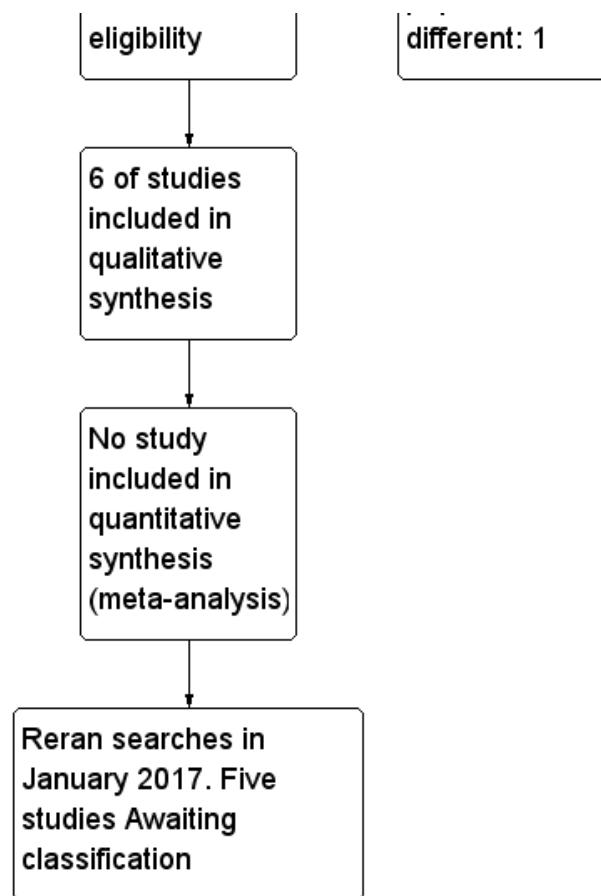 eligibility
different: 1
6 of studies
included in
qualitative
synthesis
No study
included in
quantitative
synthesis
(meta-analysis)
Reran searches in
January 2017. Five
studies Awaiting
classification